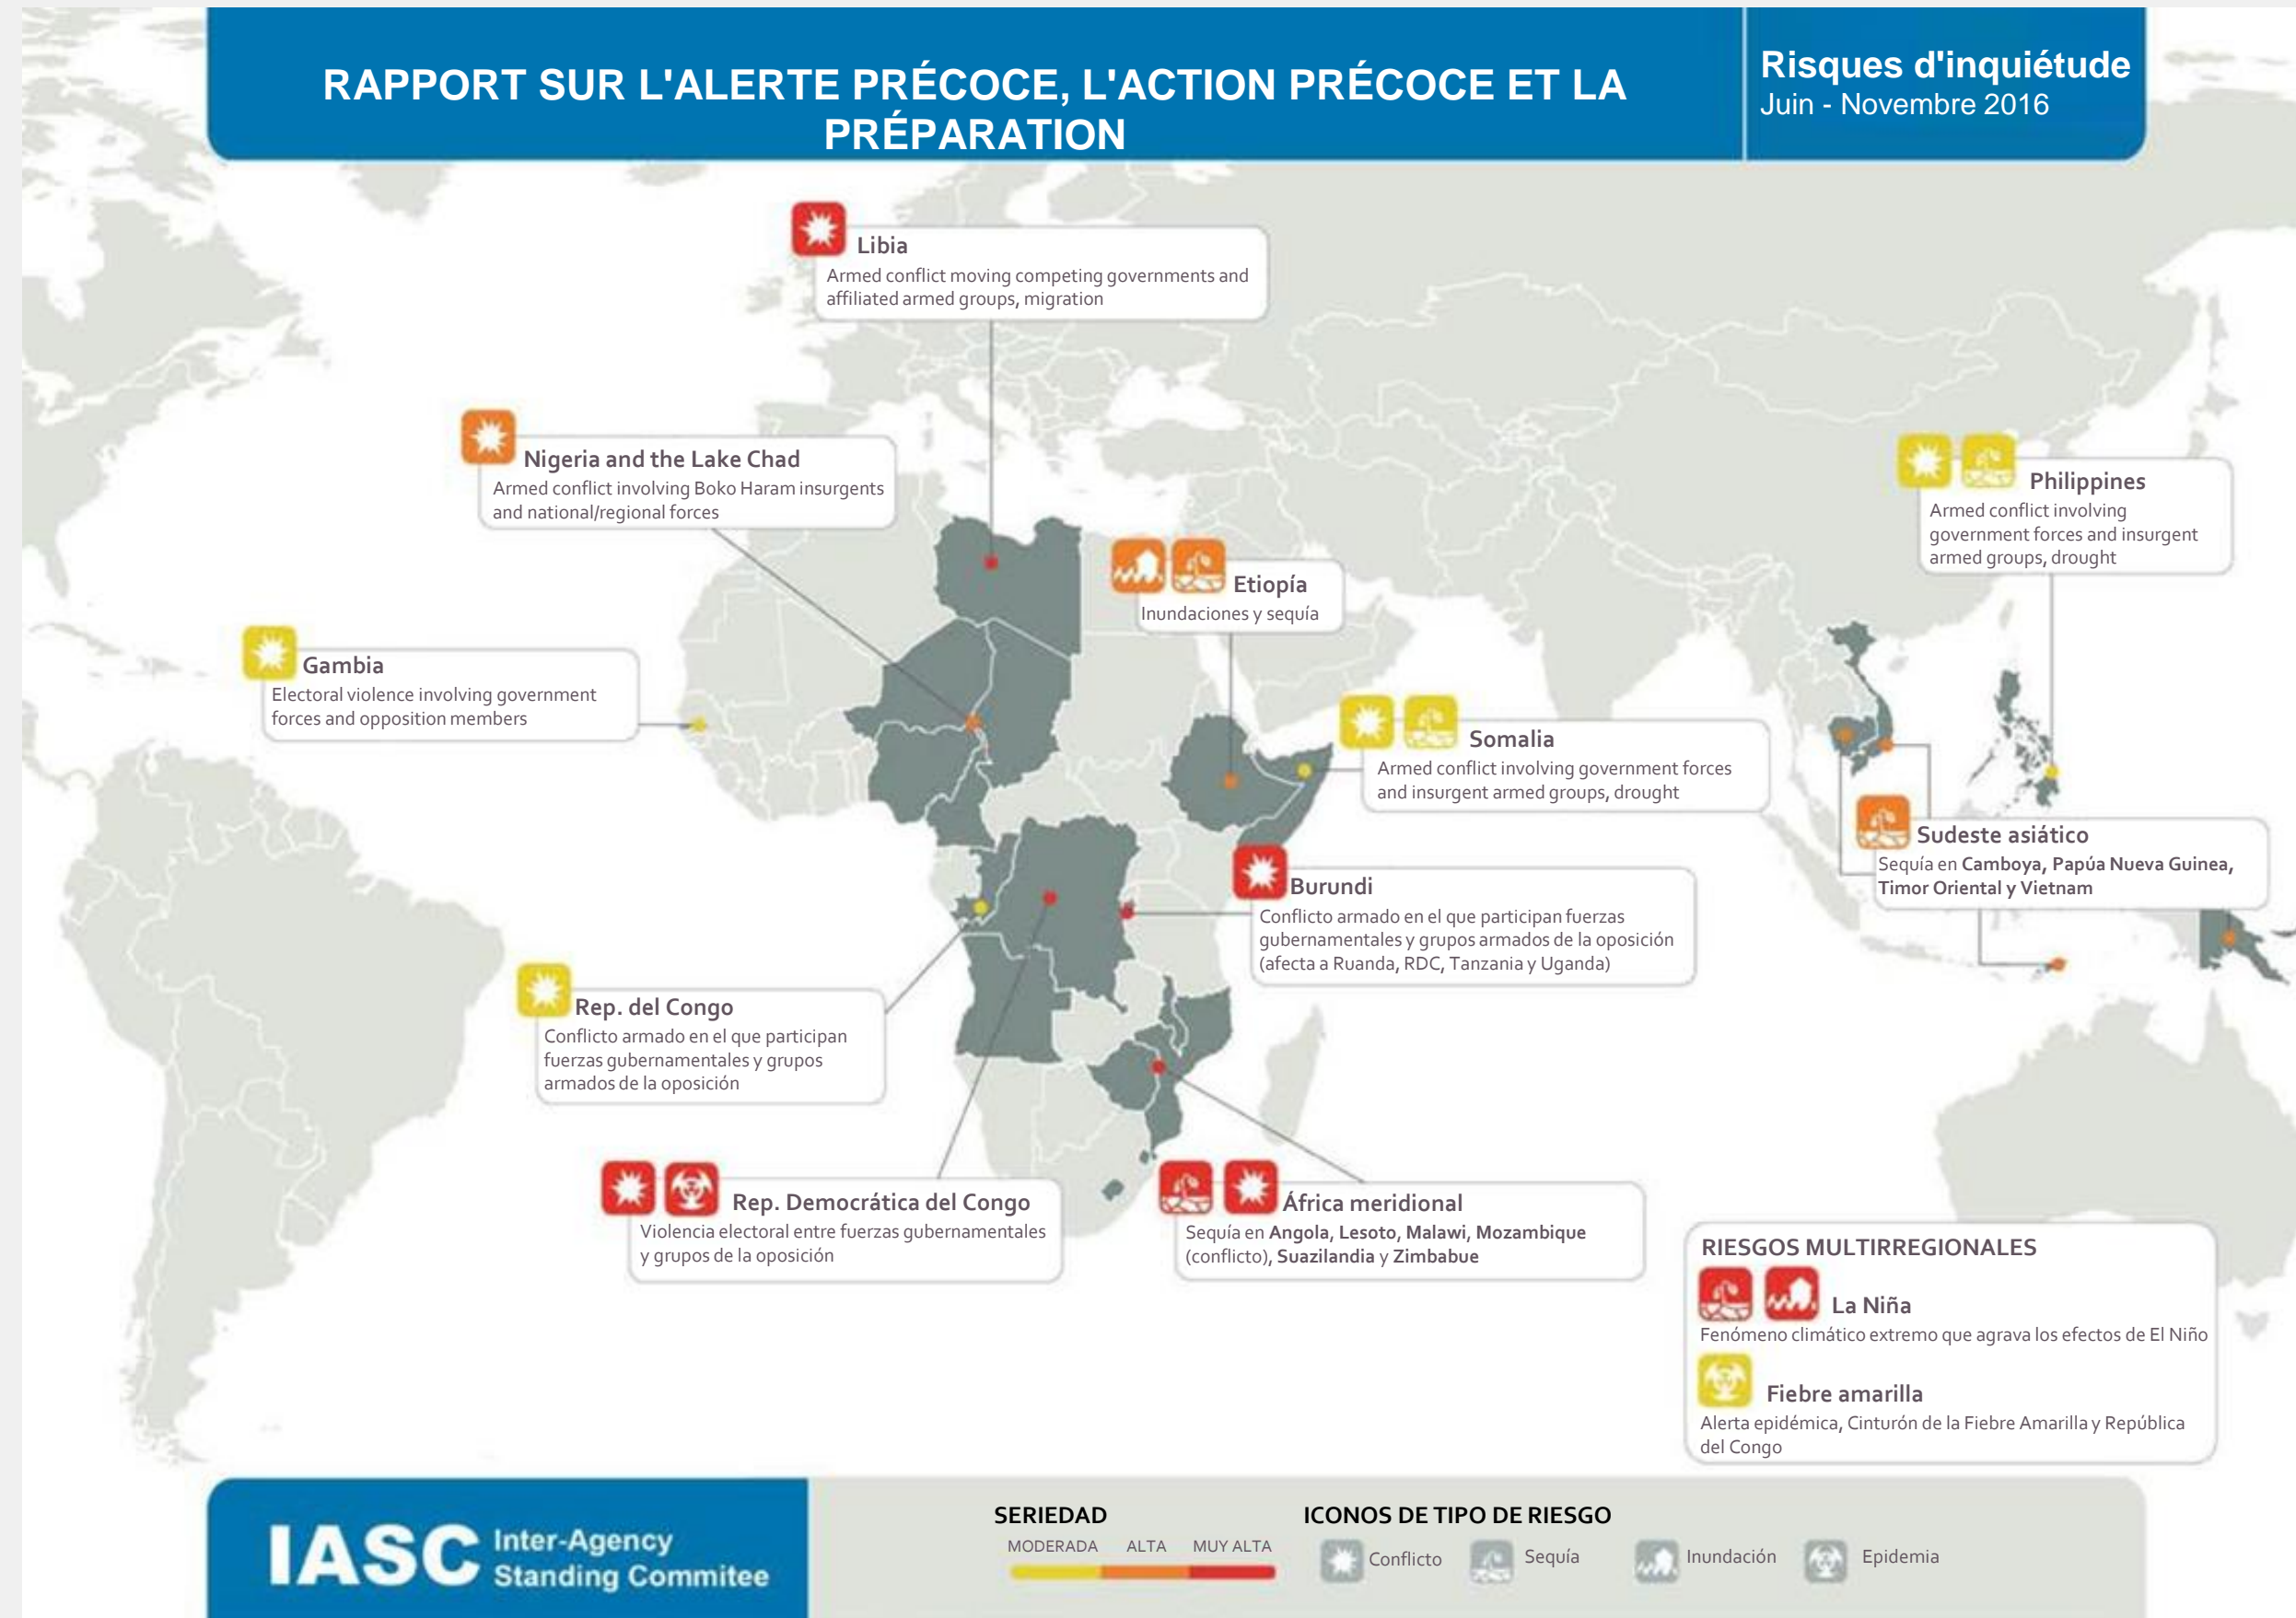 RAPPORT SUR L'ALERTE PRÉCOCE, L'ACTION PRÉCOCE ET LA
PRÉPARATION
Risques d'inquiétude
Juin - Novembre 2016
Libia
Armed conflict moving competing governments and
affiliated armed groups, migration
Nigeria and the Lake Chad
Armed conflict involving Boko Haram insurgents
and national/regional forces
Philippines
Armed conflict involving
government forces and insurgent
armed groups, drought
Etiopía
Inundaciones y sequía
Gambia
Electoral violence involving government
forces and opposition members
Somalia
Armed conflict involving government forces
and insurgent armed groups, drought
Sudeste asiático
Sequía en Camboya, Papúa Nueva Guinea,
Timor Oriental y Vietnam
Burundi
Conflicto armado en el que participan fuerzas
gubernamentales y grupos armados de la oposición
(afecta a Ruanda, RDC, Tanzania y Uganda)
Rep. del Congo
Conflicto armado en el que participan
fuerzas gubernamentales y grupos
armados de la oposición
Rep. Democrática del Congo
Violencia electoral entre fuerzas gubernamentales
y grupos de la oposición
África meridional
Sequía en Angola, Lesoto, Malawi, Mozambique
(conflicto), Suazilandia y Zimbabue
RIESGOS MULTIRREGIONALES
La Niña
Fenómeno climático extremo que agrava los efectos de El Niño
Fiebre amarilla
Alerta epidémica, Cinturón de la Fiebre Amarilla y República
del Congo
IASC Inter-Agency
Standing Commitee
SERIEDAD
MODERADA ALTA MUY ALTA
ICONOS DE TIPO DE RIESGO
Conflicto Sequía Inundación Epidemia